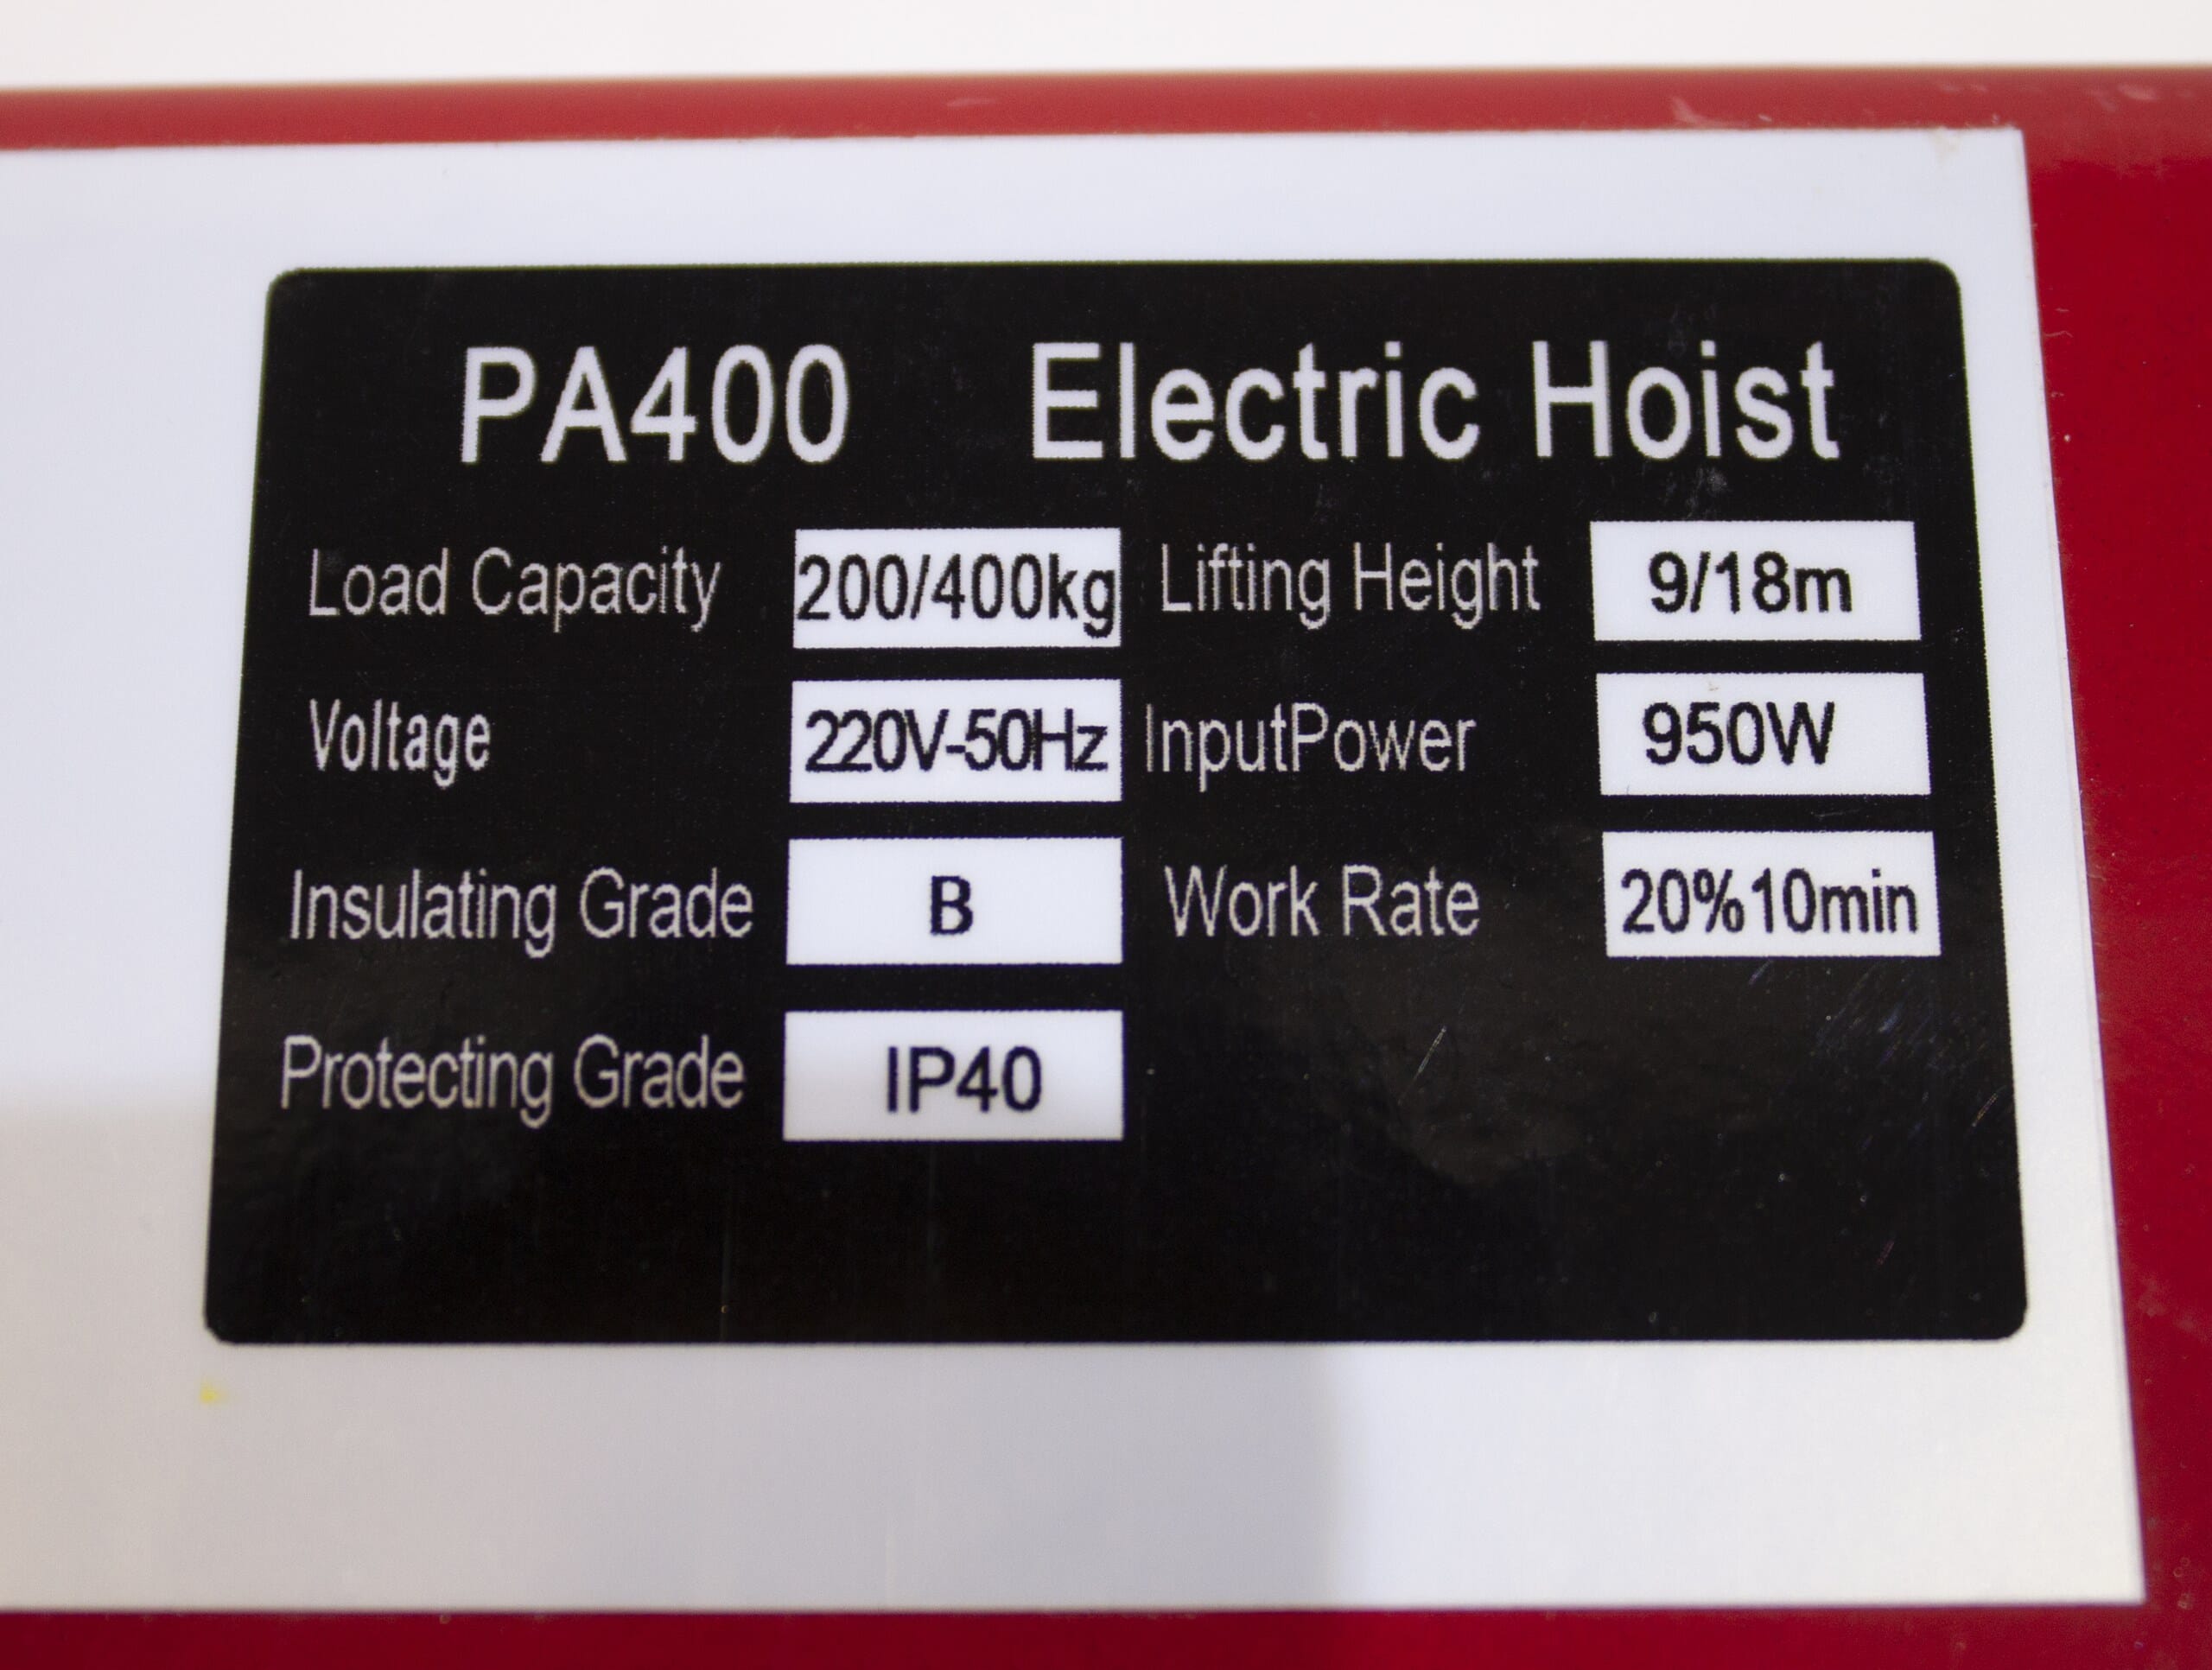 PA400 Electric Hoist
Load Capacity 200/400kg Lifting Height 9/18m
Voltage 220V-50Hz InputPower 950W
Insulating Grade B Work Rate 20%10min
Protecting Grade IP40